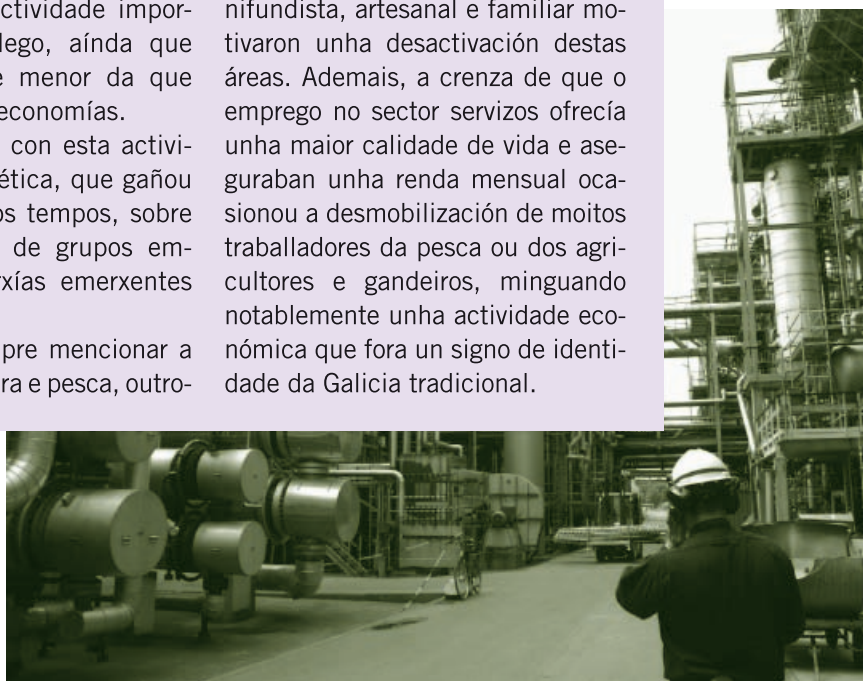 ctividade impor-
lego, aínda que
menor da que
economías.
con esta activi-
ética, que gañou
os tempos, sobre
de grupos em-
rxías emerxentes
pre mencionar a
ra e pesca, outro-
nifundista, artesanal e familiar mo-
tivaron unha desactivación destas
áreas. Ademais, a crenza de que o
emprego no sector servizos ofrecía
unha maior calidade de vida e ase-
guraban unha renda mensual oca-
sionou a desmobilización de moitos
traballadores da pesca ou dos agri-
cultores e gandeiros, minguando
notablemente unha actividade eco-
nómica que fora un signo de identi-
dade da Galicia tradicional.